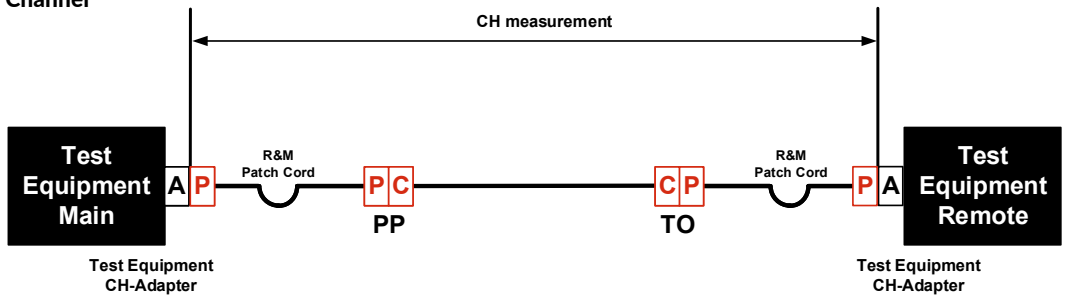 Channel
CH measurement
Test
Equipment
Main
A P
R&M
Patch Cord
P C
PP
C P
TO
R&M
Patch Cord
P A
Test
Equipment
Remote
Test Equipment
CH-Adapter
Test Equipment
CH-Adapter